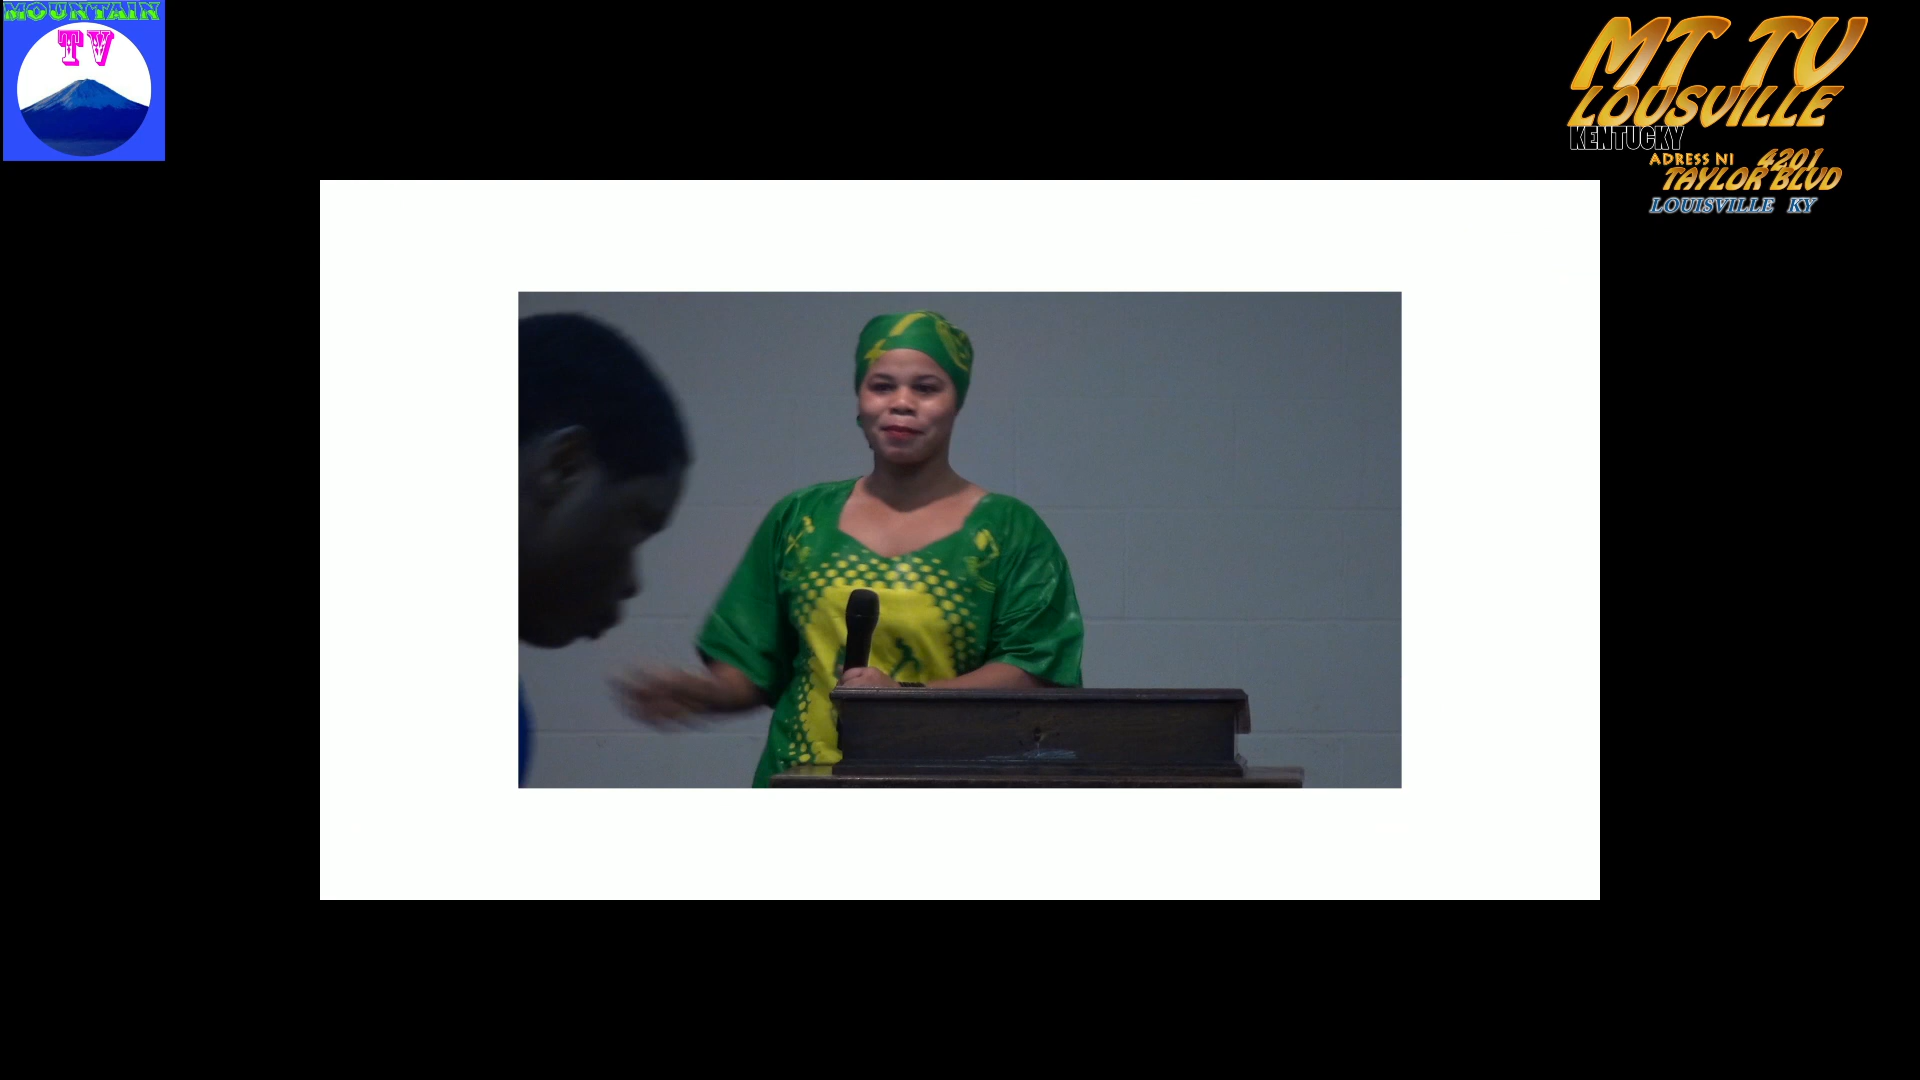 MOUNTAIN
TV
MT TV
LOUSVILLE
KENTUCKY
ADRESS NI 4201
TAYLOR BLVD
LOUISVILLE KY